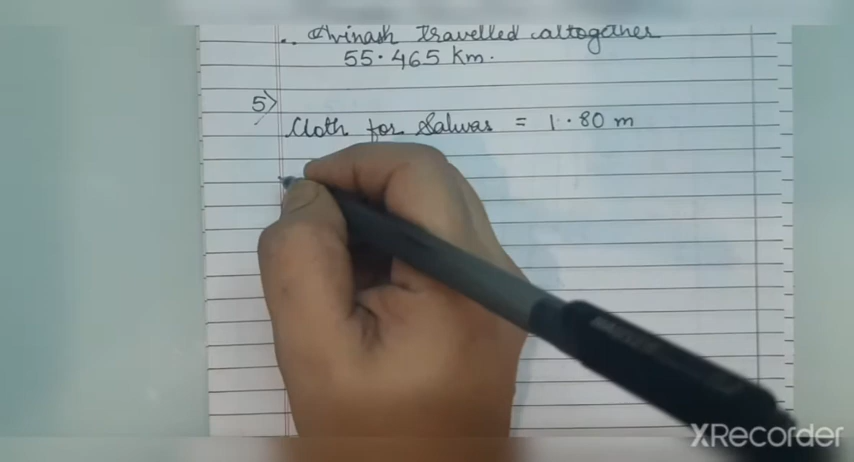 ∴ Avinash travelled altogether
55.465 Km.
5>
Cloth for Salwar = 1.80 m
XRecorder